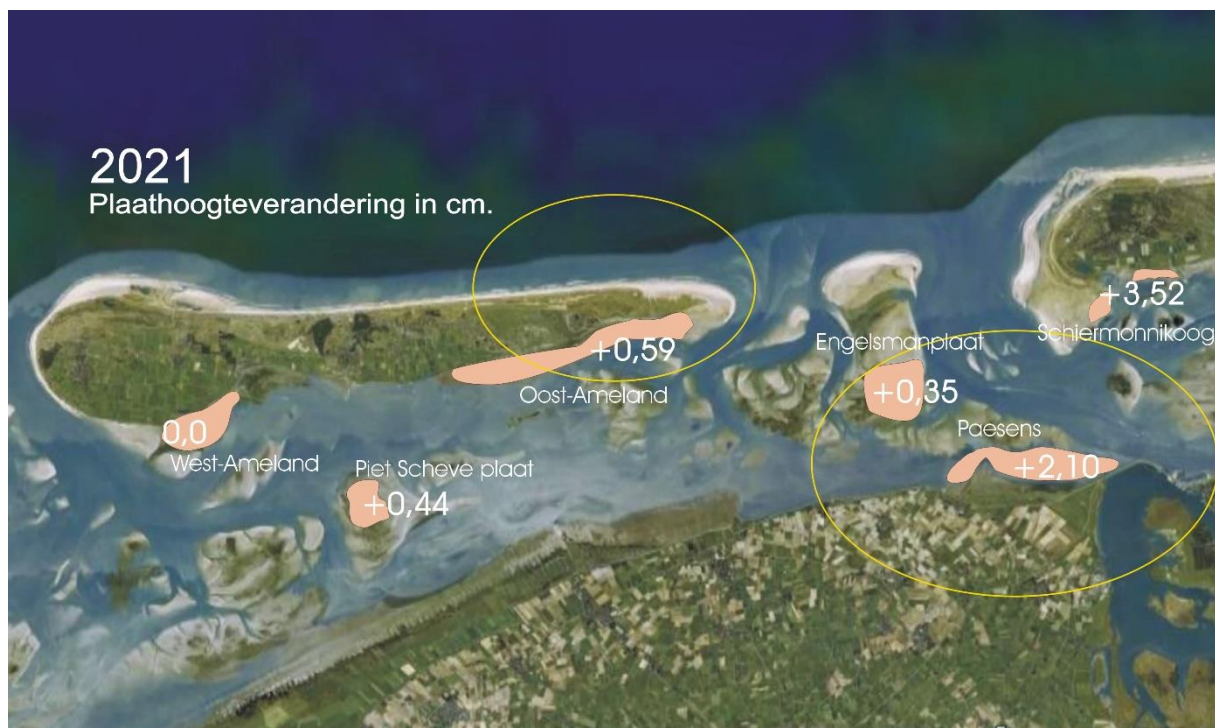 2021
Plaathoogteverandering in cm.
+3,52
Schiermonnikoog
Engelsmanplaat
+0,59
+0,35
Oost-Ameland
0,0
West-Ameland
Paesens
+2,10
Piet Scheve plaat
+0,44